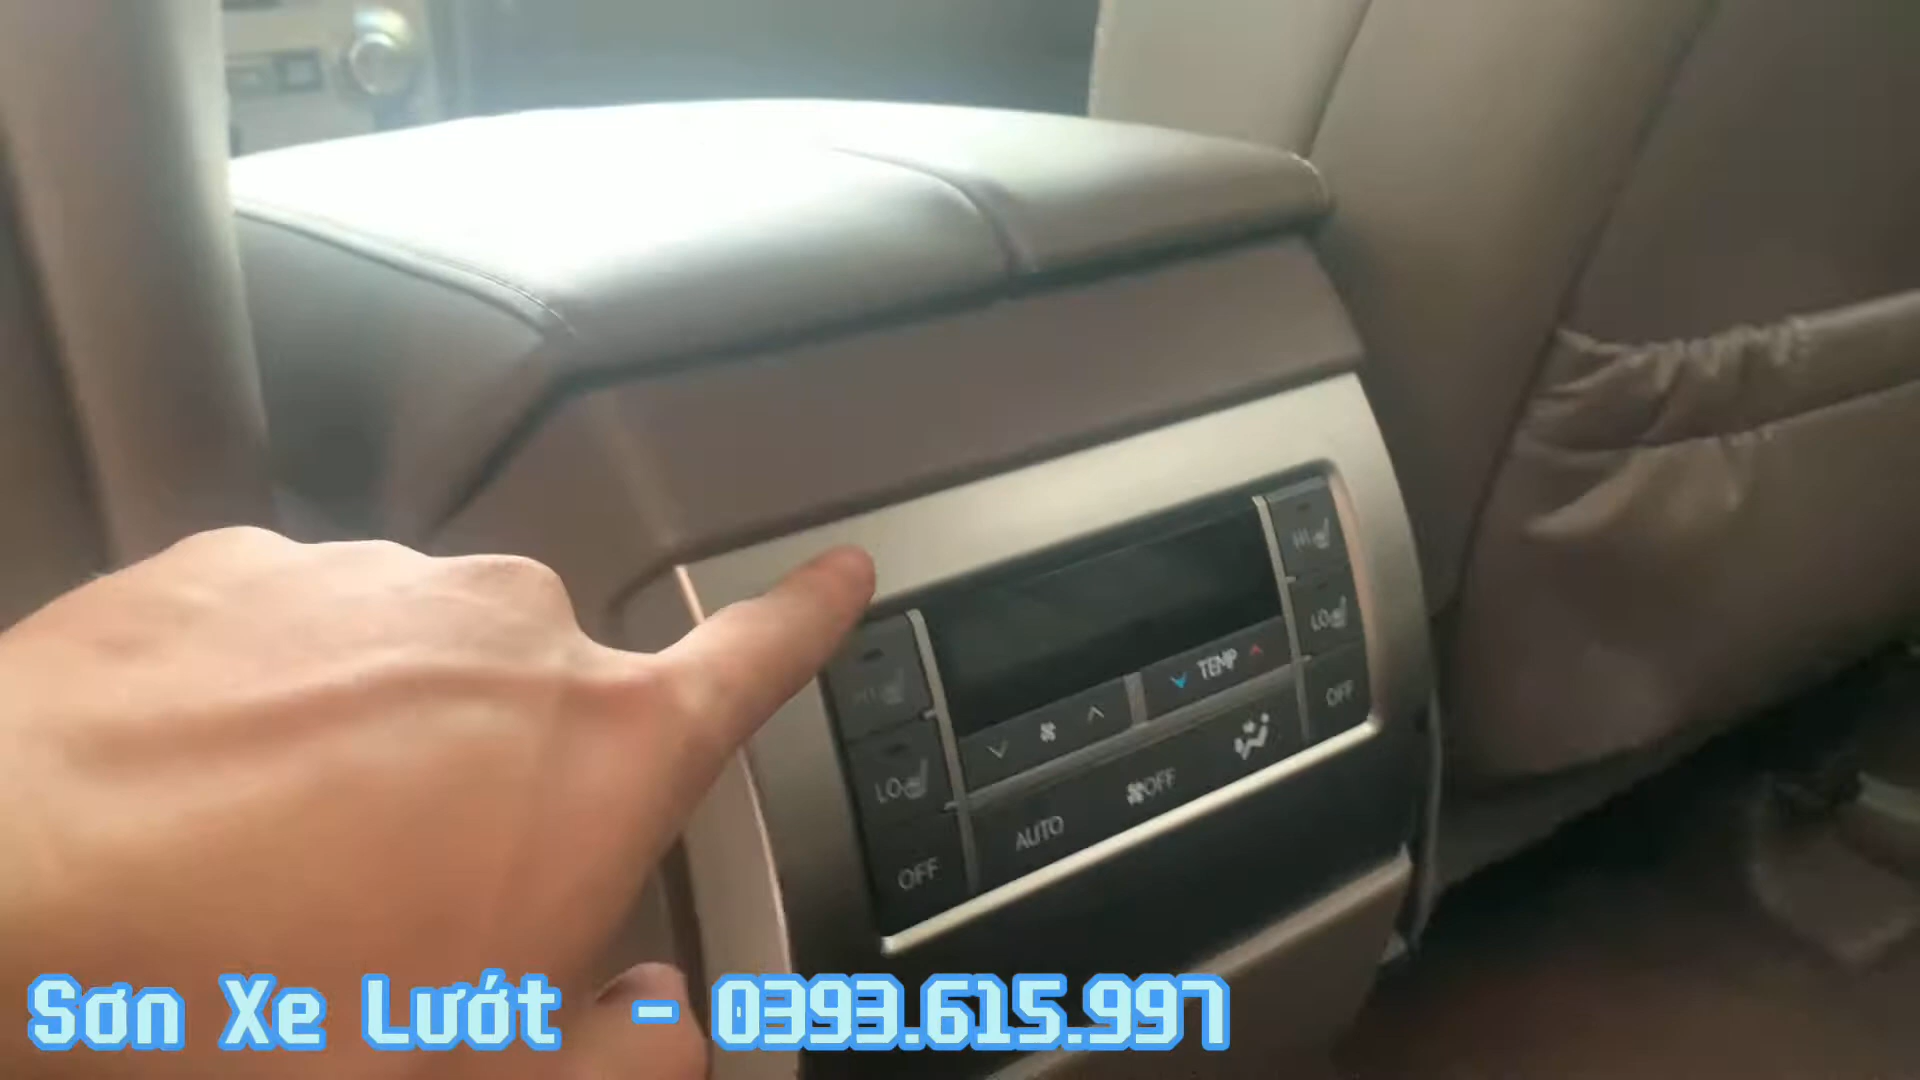 HI
LO
OFF
TEMP
HI
LO
OFF
OFF
AUTO
Sơn Xe Lướt - 0393.615.997